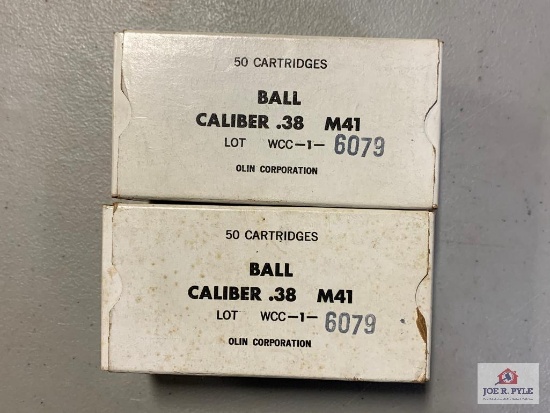 50 CARTRIDGES
BALL
CALIBER .38 M41
LOT WCC-1-6079
OLIN CORPORATION
50 CARTRIDGES
BALL
CALIBER .38 M41
LOT WCC-1-6079
OLIN CORPORATION
JOE R. PYLE